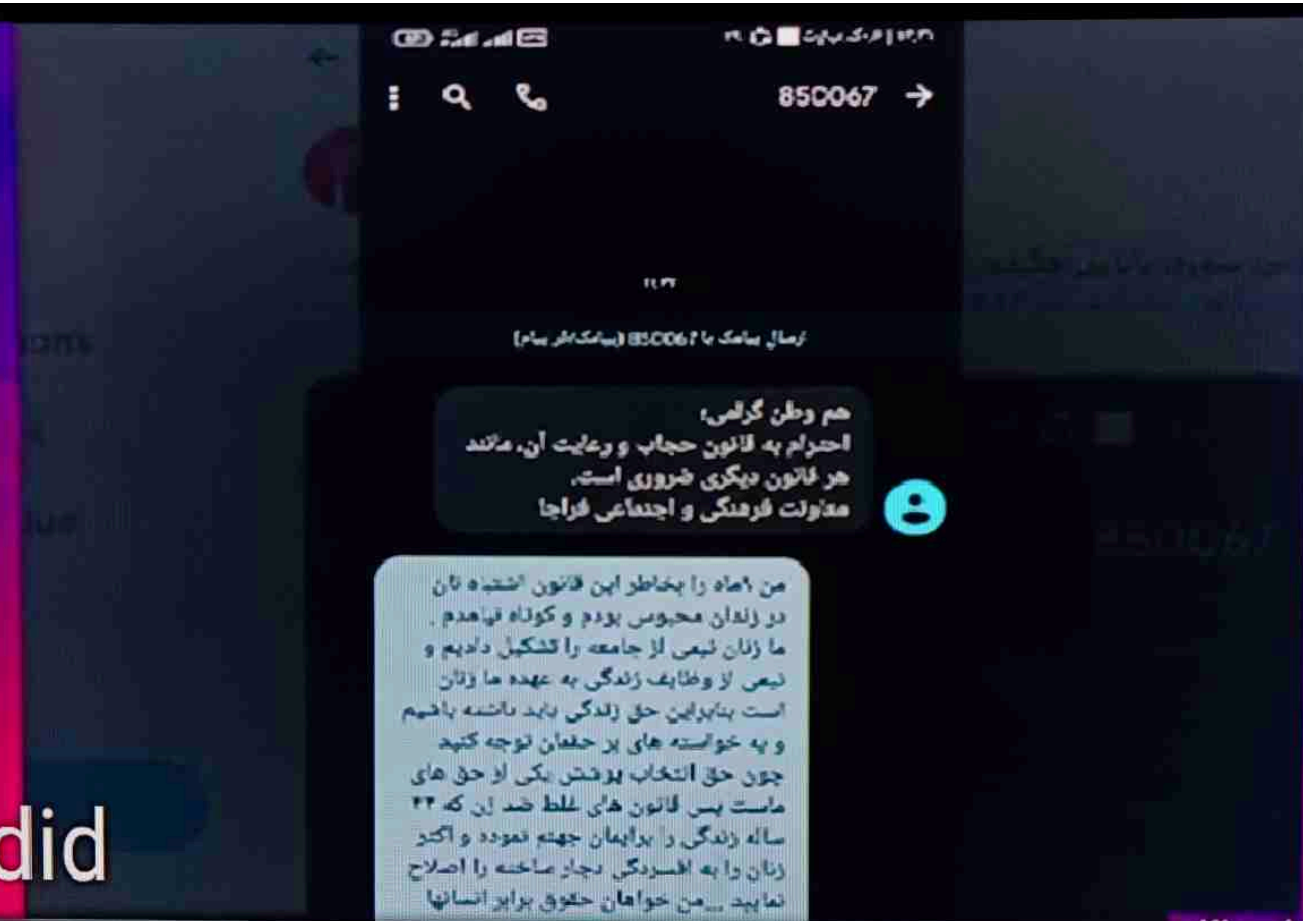 850067
ارسال پیامک با 850067 (پیامک/در پیام)
هم وطن گرامی؛
احترام به قانون حجاب و رعایت آن، مانند
هر قانون دیگری ضروری است.
معاونت فرهنگی و اجتماعی فراجا
من ۹ماه را بخاطر این قانون اشتباه تان
در زندان محبوس بودم و کوتاه نیامدم .
ما زنان نیمی از جامعه را تشکیل دادیم و
نیمی از وظایف زندگی به عهده ما زنان
است بنابراین حق زندگی باید داشته باشیم
و به خواسته های بر حقمان توجه کنید
چون حق انتخاب پوشش یکی از حق های
ماست پس قانون های غلط ضد زن که ۴۴
ساله زندگی را برایمان جهنم نموده و اکثر
زنان را به افسردگی دچار ساخته را اصلاح
نمایید ...من خواهان حقوق برابر انسانها
did